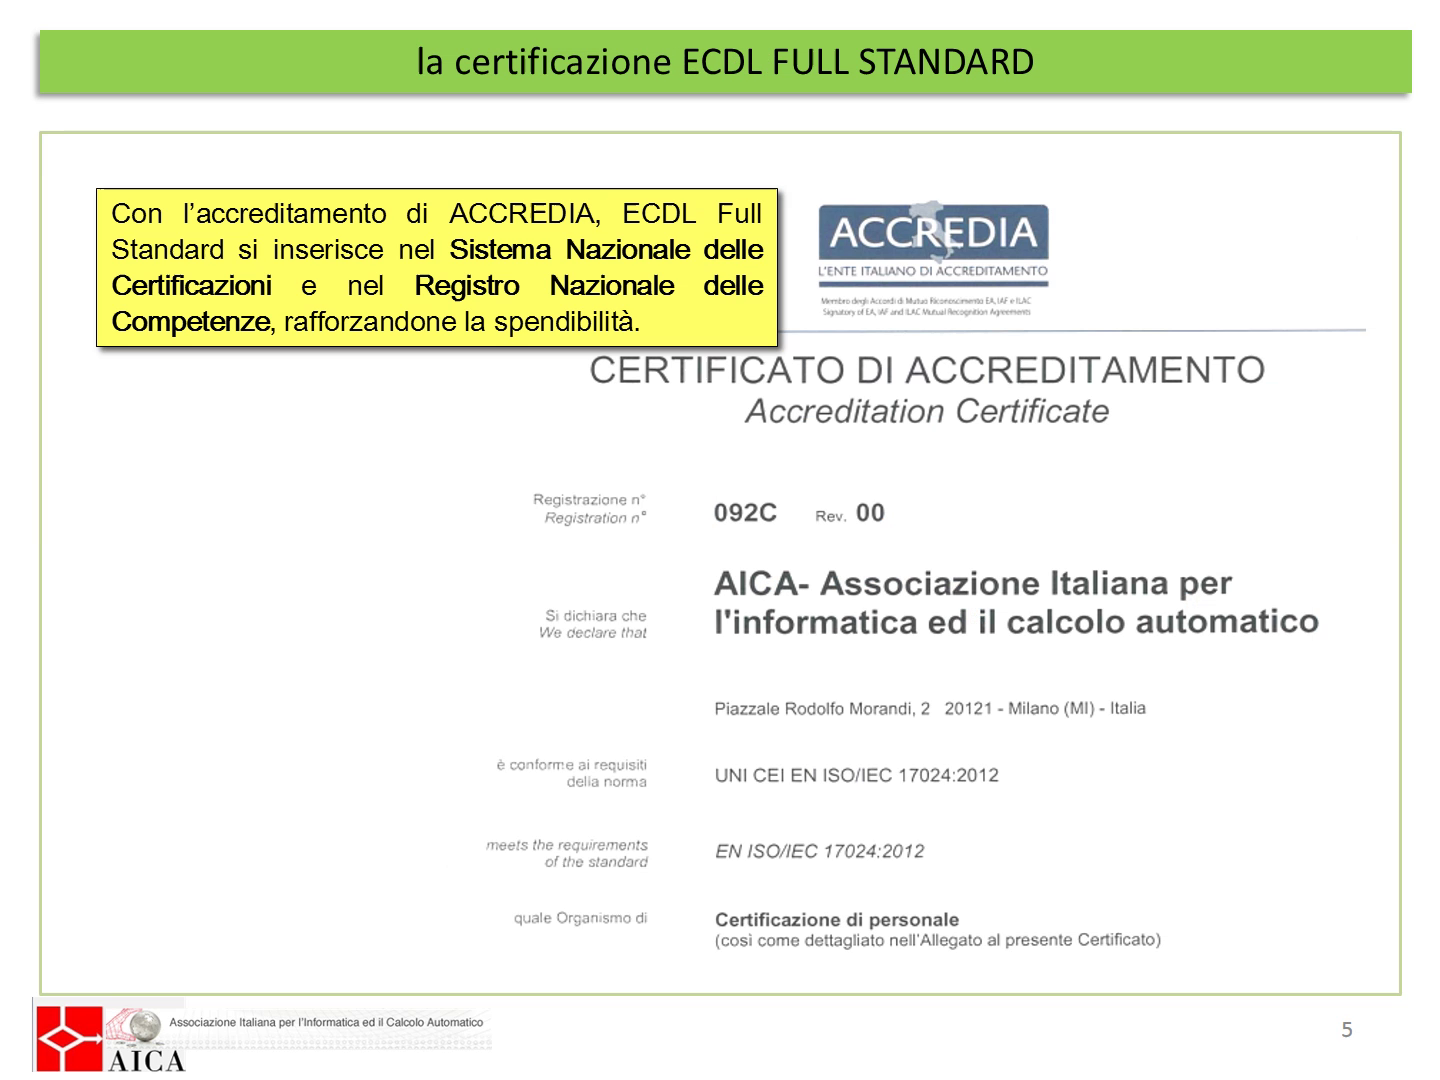 la certificazione ECDL FULL STANDARD
Con l’accreditamento di ACCREDIA, ECDL Full
Standard si inserisce nel Sistema Nazionale delle
Certificazioni e nel Registro Nazionale delle
Competenze, rafforzandone la spendibilità.
ACCREDIA
L'ENTE ITALIANO DI ACCREDITAMENTO
Membro degli Accordi di Mutuo Riconoscimento EA, IAF e ILAC
Signatory of EA, IAF and ILAC Mutual Recognition Agreements
CERTIFICATO DI ACCREDITAMENTO
Accreditation Certificate
Registrazione n°
Registration n°
092C Rev. 00
Si dichiara che
We declare that
AICA- Associazione Italiana per
l'informatica ed il calcolo automatico
Piazzale Rodolfo Morandi, 2 20121 - Milano (MI) - Italia
è conforme ai requisiti
della norma
UNI CEI EN ISO/IEC 17024:2012
meets the requirements
of the standard
EN ISO/IEC 17024:2012
quale Organismo di
Certificazione di personale
(così come dettagliato nell'Allegato al presente Certificato)
Associazione Italiana per l'Informatica ed il Calcolo Automatico
AICA
5